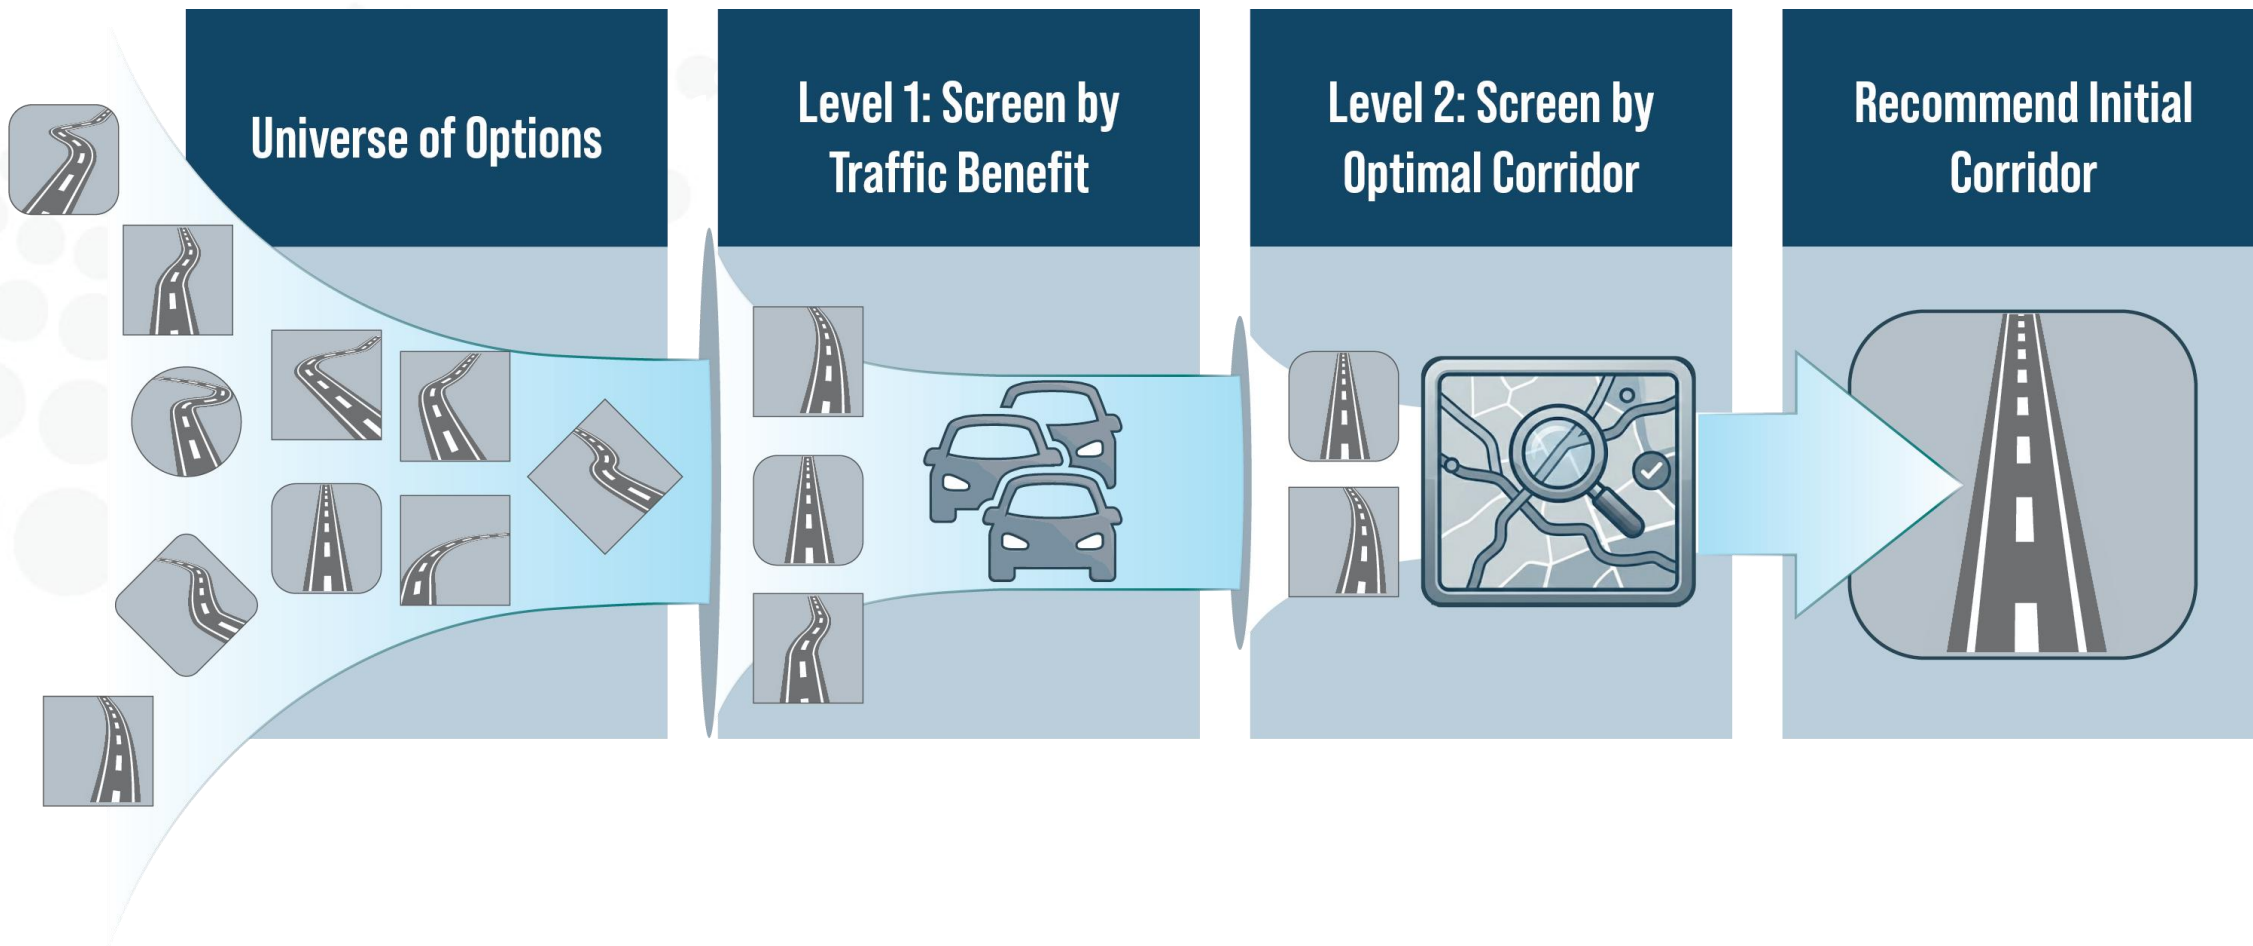 Universe of Options
Level 1: Screen by
Traffic Benefit
Level 2: Screen by
Optimal Corridor
Recommend Initial
Corridor